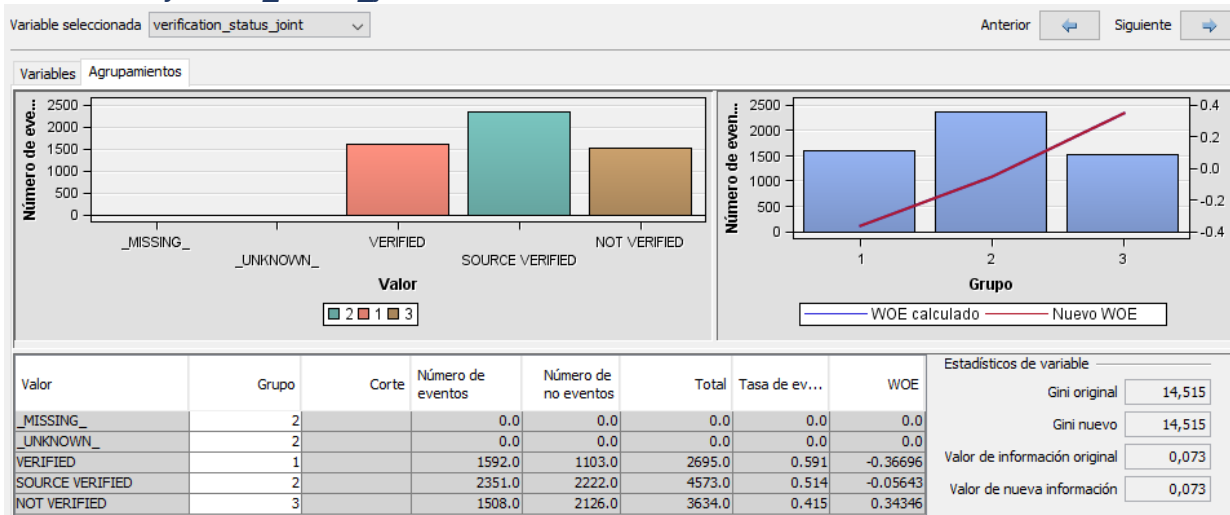 Variable seleccionada verification_status_joint Anterior Siguiente
Variables Agrupamientos
Número de eve...
2500
2000
1500
1000
500
0
_MISSING_ _UNKNOWN_ VERIFIED SOURCE VERIFIED NOT VERIFIED
Valor
2 1 3
Número de even...
2500
2000
1500
1000
500
0
0.4
0.2
0.0
-0.2
-0.4
1 2 3
Grupo
WOE calculado Nuevo WOE
Valor Grupo Corte Número de eventos Número de no eventos Total Tasa de ev... WOE
_MISSING_ 2 0.0 0.0 0.0 0.0 0.0
_UNKNOWN_ 2 0.0 0.0 0.0 0.0 0.0
VERIFIED 1 1592.0 1103.0 2695.0 0.591 -0.36696
SOURCE VERIFIED 2 2351.0 2222.0 4573.0 0.514 -0.05643
NOT VERIFIED 3 1508.0 2126.0 3634.0 0.415 0.34346
Estadísticos de variable
Gini original 14,515
Gini nuevo 14,515
Valor de información original 0,073
Valor de nueva información 0,073